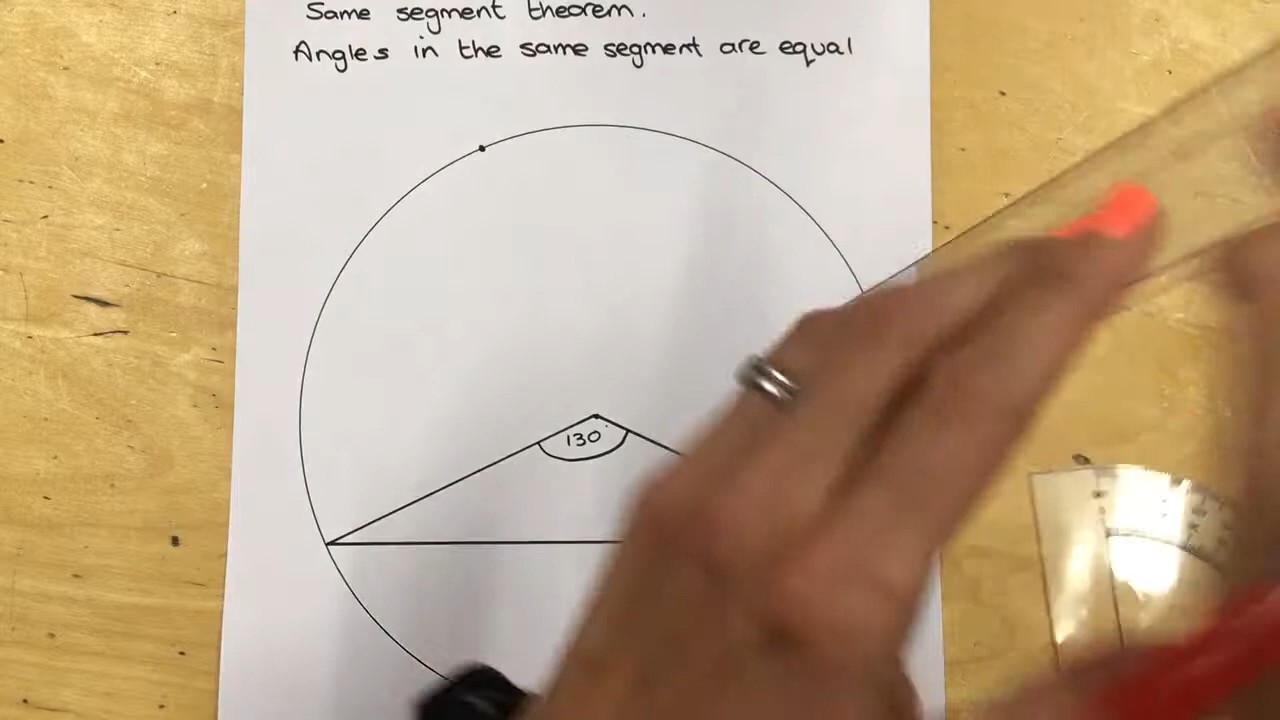 Same segment theorem.
Angles in the same segment are equal
130